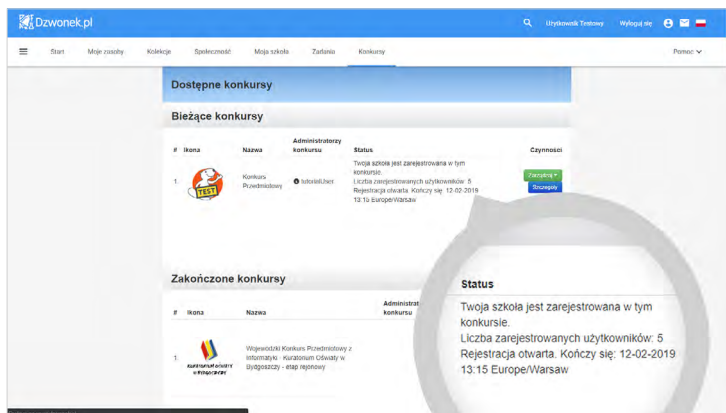 Dzwonek.pl
Użytkownik Testowy Wyloguj się
Start Moje zasoby Kolekcje Społeczność Moja szkoła Zadania Konkursy Pomoc
Dostępne konkursy
Bieżące konkursy
# Ikona Nazwa Administratorzy konkursu Status Czynności
1 TEST Konkurs Przedmiotowy tutorialUser
Twoja szkoła jest zarejestrowana w tym
konkursie.
Liczba zarejestrowanych użytkowników: 5
Rejestracja otwarta. Kończy się: 12-02-2019
13:15 Europe/Warsaw
Zarządzaj
Szczegóły
Zakończone konkursy
# Ikona Nazwa Administrat
konkursu
1 KURATORIUM OŚWIATY
W BYDGOSZCZY
Wojewódzki Konkurs Przedmiotowy z
Informatyki - Kuratorium Oświaty w
Bydgoszczy - etap rejonowy
Status
Twoja szkoła jest zarejestrowana w tym
konkursie.
Liczba zarejestrowanych użytkowników: 5
Rejestracja otwarta. Kończy się: 12-02-2019
13:15 Europe/Warsaw